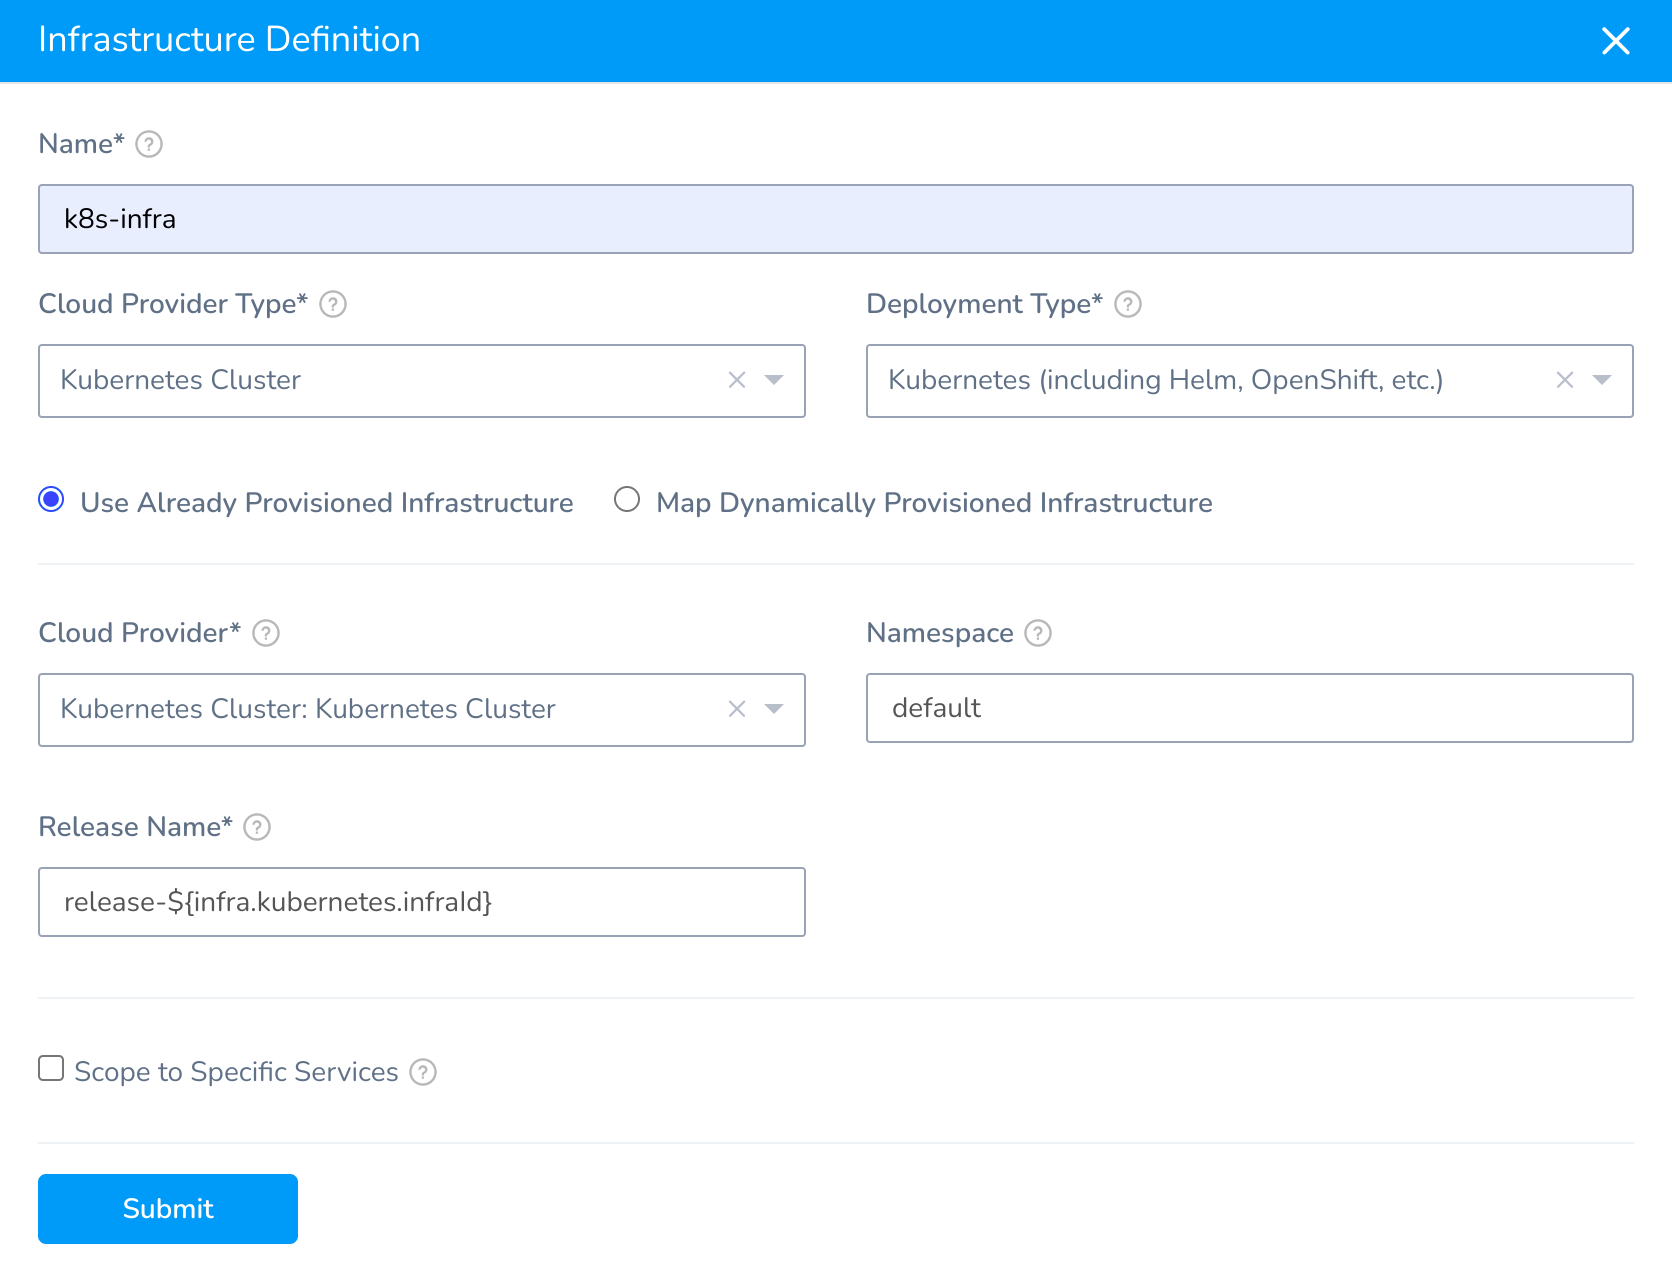 Infrastructure Definition
Name*
k8s-infra
Cloud Provider Type* Deployment Type*
Kubernetes Cluster Kubernetes (including Helm, OpenShift, etc.)
Use Already Provisioned Infrastructure Map Dynamically Provisioned Infrastructure
Cloud Provider* Namespace
Kubernetes Cluster: Kubernetes Cluster default
Release Name*
release-${infra.kubernetes.infraId}
Scope to Specific Services
Submit